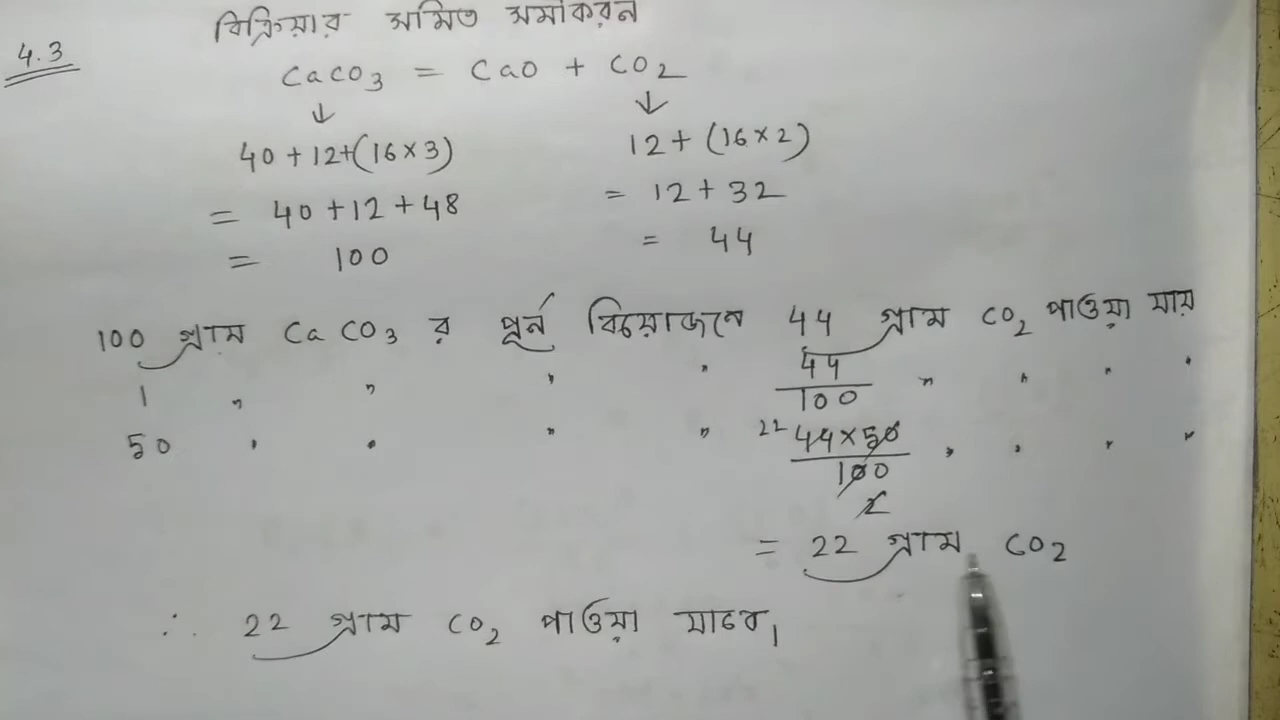 4.3
বিক্রিয়ার সমিত সমীকরন
CaCO₃ = CaO + CO₂
↓ ↓
40 + 12 + (16 × 3) 12 + (16 × 2)
= 40 + 12 + 48 = 12 + 32
= 100 = 44
100 গ্রাম CaCO₃ র পূর্ন বিয়োজনে 44 গ্রাম CO₂ পাওয়া যায়
1 " " " " 44/100 " " " "
50 " " " " 22 44 × 50/100 2 " " " "
= 22 গ্রাম CO₂
∴ 22 গ্রাম CO₂ পাওয়া যাবে।